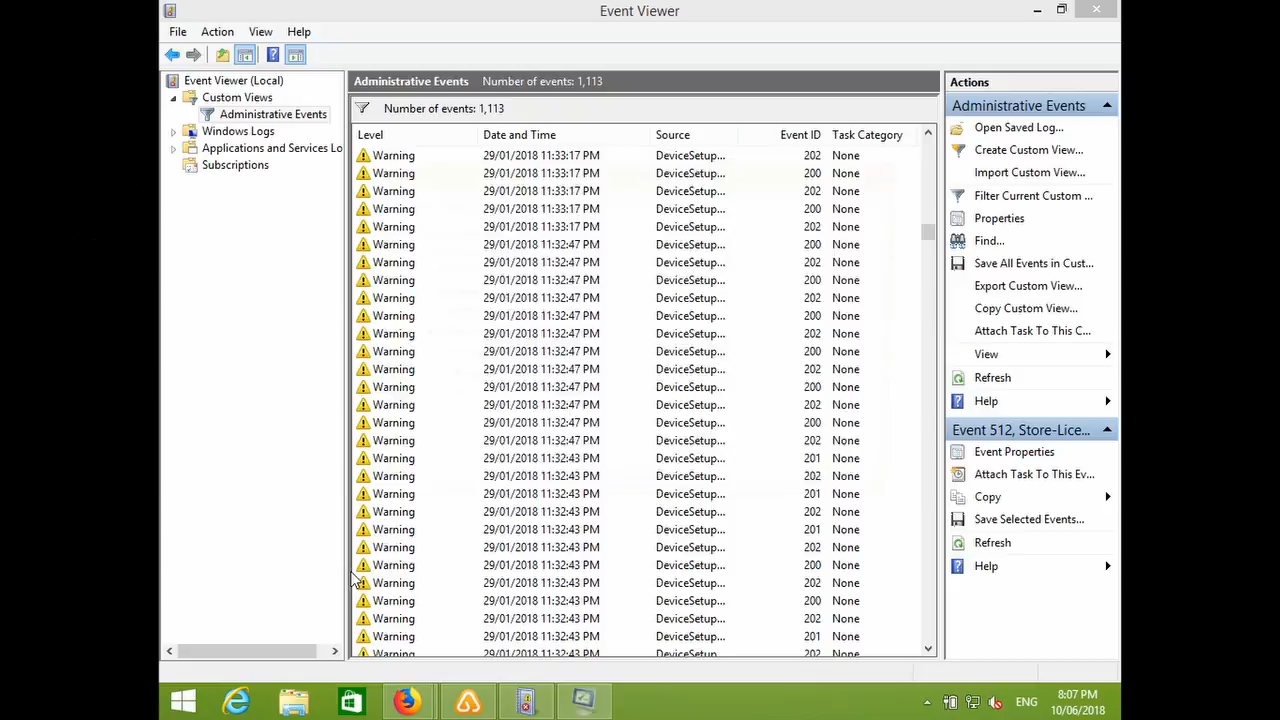 Event Viewer
File Action View Help
Event Viewer (Local)
Custom Views
Administrative Events
Windows Logs
Applications and Services Lo
Subscriptions
Administrative Events Number of events: 1,113
Number of events: 1,113
Level Date and Time Source Event ID Task Category
Warning 29/01/2018 11:33:17 PM DeviceSetup... 202 None
Warning 29/01/2018 11:33:17 PM DeviceSetup... 200 None
Warning 29/01/2018 11:33:17 PM DeviceSetup... 202 None
Warning 29/01/2018 11:33:17 PM DeviceSetup... 200 None
Warning 29/01/2018 11:33:17 PM DeviceSetup... 202 None
Warning 29/01/2018 11:32:47 PM DeviceSetup... 200 None
Warning 29/01/2018 11:32:47 PM DeviceSetup... 202 None
Warning 29/01/2018 11:32:47 PM DeviceSetup... 200 None
Warning 29/01/2018 11:32:47 PM DeviceSetup... 202 None
Warning 29/01/2018 11:32:47 PM DeviceSetup... 200 None
Warning 29/01/2018 11:32:47 PM DeviceSetup... 202 None
Warning 29/01/2018 11:32:47 PM DeviceSetup... 200 None
Warning 29/01/2018 11:32:47 PM DeviceSetup... 202 None
Warning 29/01/2018 11:32:47 PM DeviceSetup... 200 None
Warning 29/01/2018 11:32:47 PM DeviceSetup... 202 None
Warning 29/01/2018 11:32:47 PM DeviceSetup... 200 None
Warning 29/01/2018 11:32:47 PM DeviceSetup... 202 None
Warning 29/01/2018 11:32:43 PM DeviceSetup... 201 None
Warning 29/01/2018 11:32:43 PM DeviceSetup... 202 None
Warning 29/01/2018 11:32:43 PM DeviceSetup... 201 None
Warning 29/01/2018 11:32:43 PM DeviceSetup... 202 None
Warning 29/01/2018 11:32:43 PM DeviceSetup... 201 None
Warning 29/01/2018 11:32:43 PM DeviceSetup... 202 None
Warning 29/01/2018 11:32:43 PM DeviceSetup... 200 None
Warning 29/01/2018 11:32:43 PM DeviceSetup... 202 None
Warning 29/01/2018 11:32:43 PM DeviceSetup... 200 None
Warning 29/01/2018 11:32:43 PM DeviceSetup... 202 None
Warning 29/01/2018 11:32:43 PM DeviceSetup... 201 None
Warning 29/01/2018 11:32:43 PM DeviceSetup... 202 None
Actions
Administrative Events
Open Saved Log...
Create Custom View...
Import Custom View...
Filter Current Custom ...
Properties
Find...
Save All Events in Cust...
Export Custom View...
Copy Custom View...
Attach Task To This C...
View
Refresh
Help
Event 512, Store-Lice...
Event Properties
Attach Task To This Ev...
Copy
Save Selected Events...
Refresh
Help
ENG
8:07 PM
10/06/2018